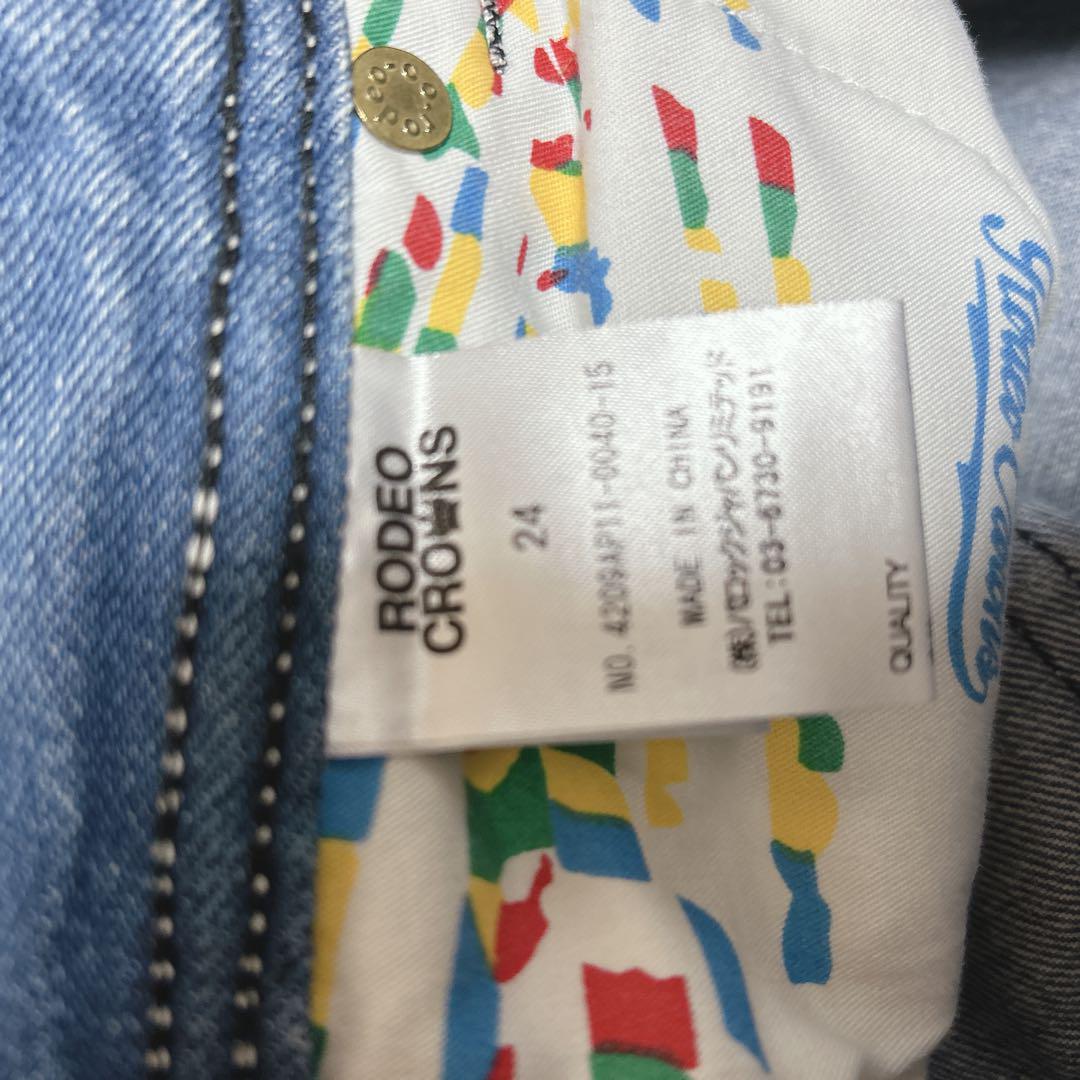 RODEO
CROWNS
24
NO. 4209AP11-0040-15
MADE IN CHINA
(株)バロックジャパンリミテッド
TEL:03-6730-9191
QUALITY